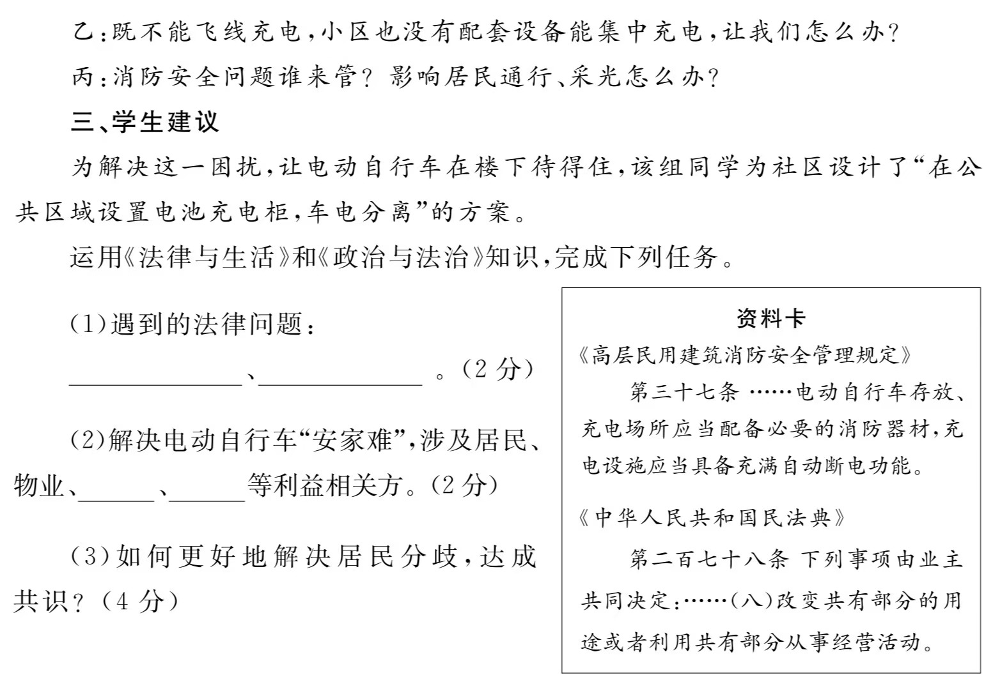 乙:既不能飞线充电,小区也没有配套设备能集中充电,让我们怎么办?
丙:消防安全问题谁来管? 影响居民通行、采光怎么办?
三、学生建议
为解决这一困扰,让电动自行车在楼下待得住,该组同学为社区设计了“在公
共区域设置电池充电柜,车电分离”的方案。
运用《法律与生活》和《政治与法治》知识,完成下列任务。
(1)遇到的法律问题:
、 。(2 分)
(2)解决电动自行车“安家难”,涉及居民、
物业、 、 等利益相关方。(2 分)
(3)如何更好地解决居民分歧,达成
共识?(4 分)
资料卡
《高层民用建筑消防安全管理规定》
第三十七条 ……电动自行车存放、
充电场所应当配备必要的消防器材,充
电设施应当具备充满自动断电功能。
《中华人民共和国民法典》
第二百七十八条 下列事项由业主
共同决定:……(八)改变共有部分的用
途或者利用共有部分从事经营活动。